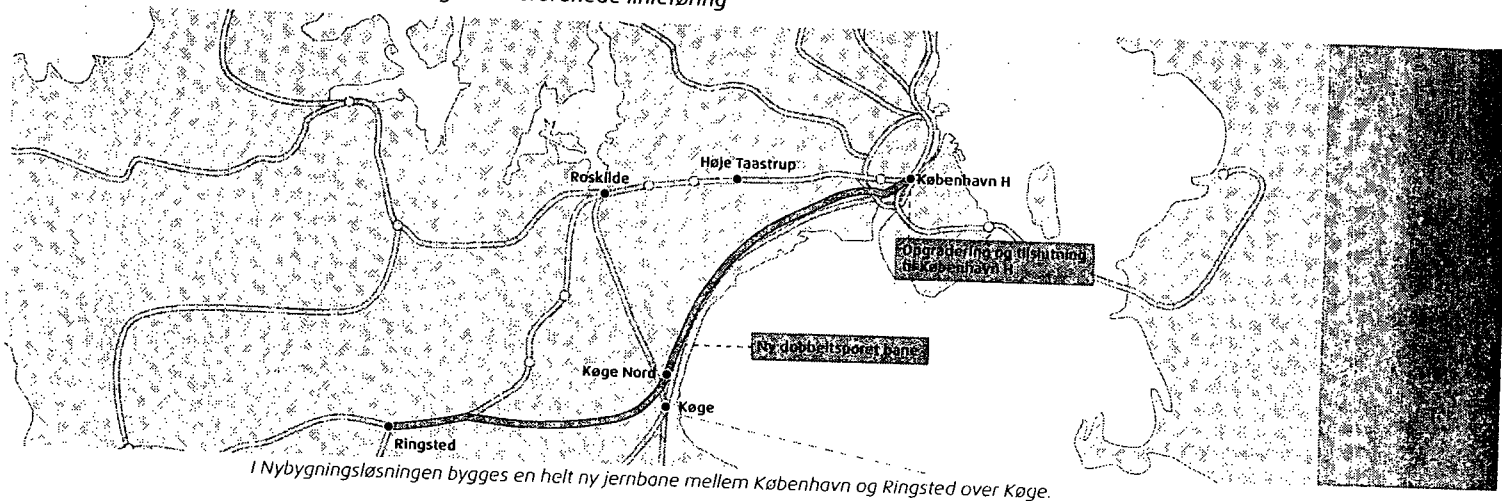 liniëføring
Høje Taastrup
Roskilde
København H
Opgradering og tilslutning
til København H
Ny dobbeltsporet bane
Køge Nord
Køge
Ringsted
I Nybygningsløsningen bygges en helt ny jernbane mellem København og Ringsted over Køge.